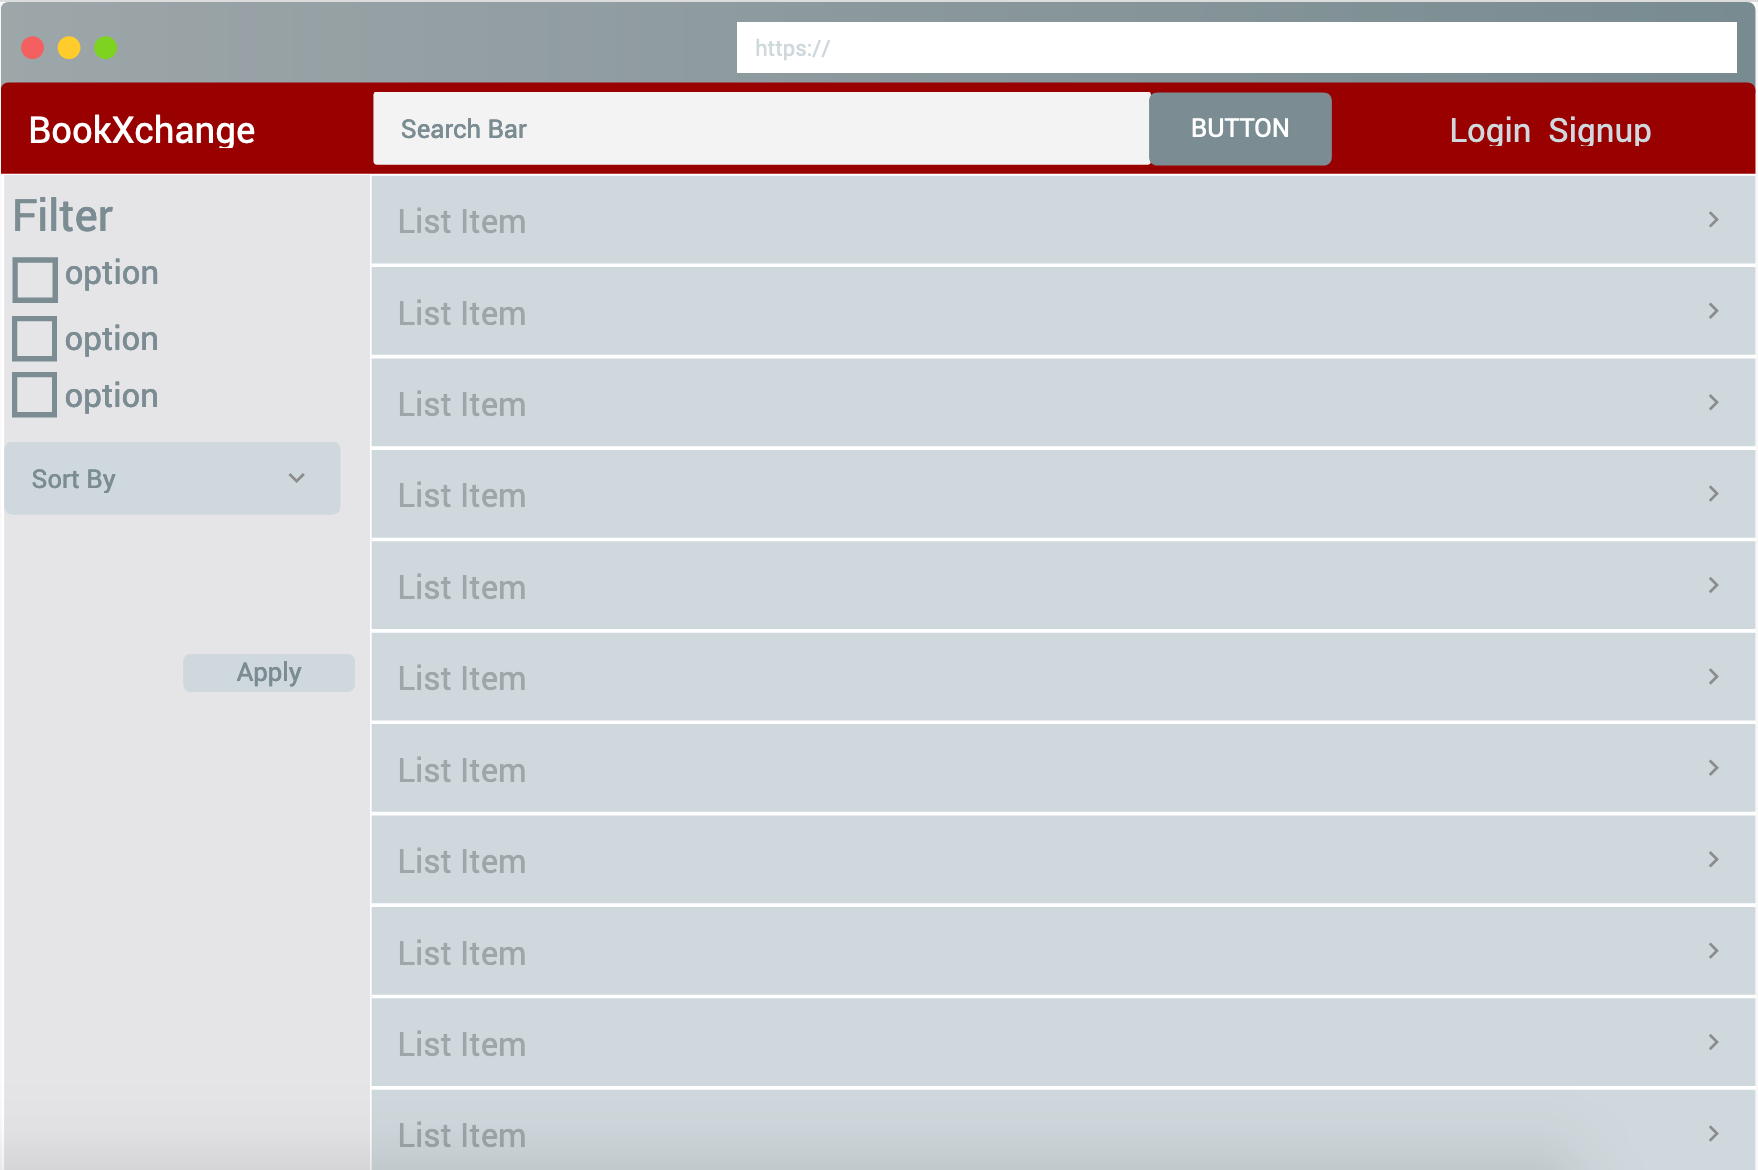 https://
BookXchange
Search Bar
BUTTON
Login Signup
Filter
option
option
option
Sort By
Apply
List Item
List Item
List Item
List Item
List Item
List Item
List Item
List Item
List Item
List Item
List Item